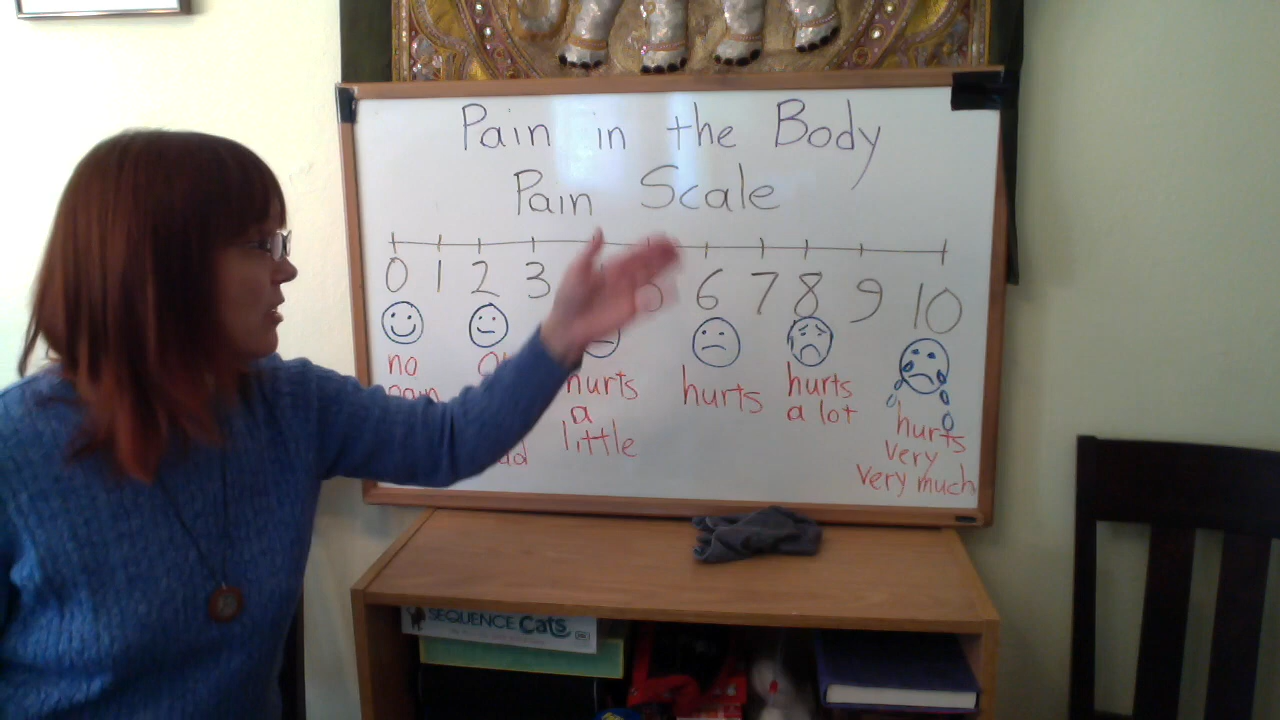 Pain in the Body
Pain Scale
0 1 2 3 6 7 8 9 10
no
hurts
a
little
hurts
hurts
a lot
hurts
very
very much
SEQUENCE Cats